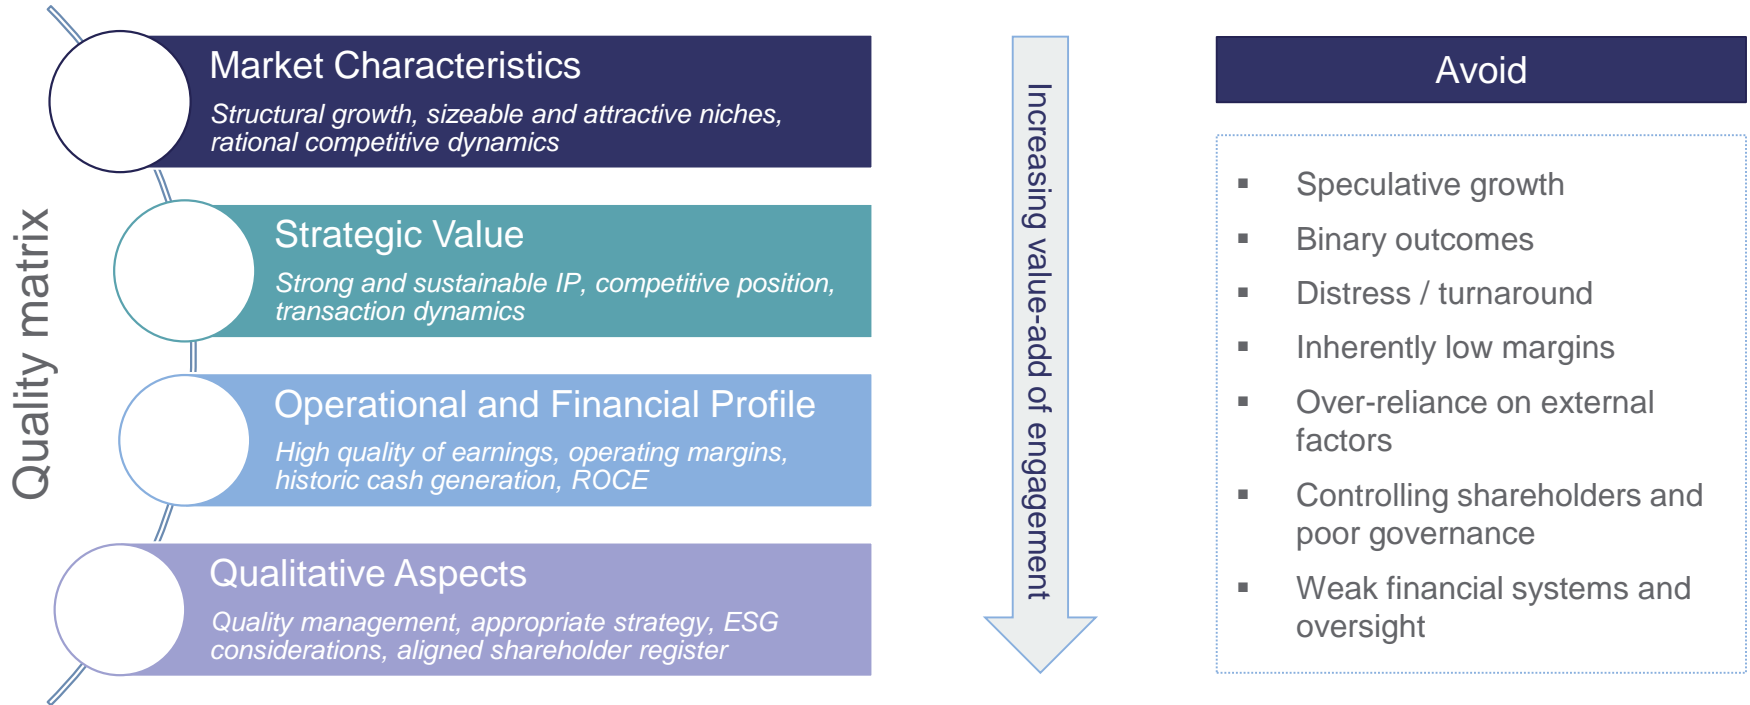 Quality matrix
Market Characteristics
Structural growth, sizeable and attractive niches,
rational competitive dynamics
Strategic Value
Strong and sustainable IP, competitive position,
transaction dynamics
Operational and Financial Profile
High quality of earnings, operating margins,
historic cash generation, ROCE
Qualitative Aspects
Quality management, appropriate strategy, ESG
considerations, aligned shareholder register
Increasing value-add of engagement
Avoid
▪ Speculative growth
▪ Binary outcomes
▪ Distress / turnaround
▪ Inherently low margins
▪ Over-reliance on external
factors
▪ Controlling shareholders and
poor governance
▪ Weak financial systems and
oversight